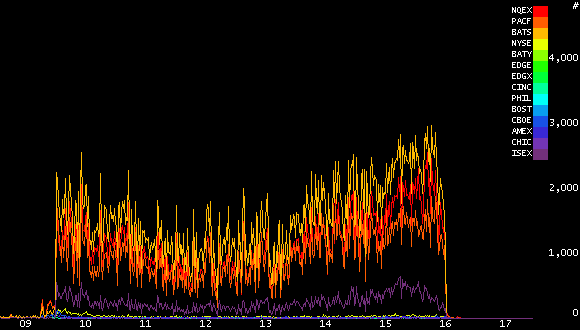 #
NQEX
PACF
BATS
NYSE
BATY
EDGE
EDGX
CINC
PHIL
BOST
CBOE
AMEX
CHIC
ISEX
4,000
3,000
2,000
1,000
0
09 10 11 12 13 14 15 16 17